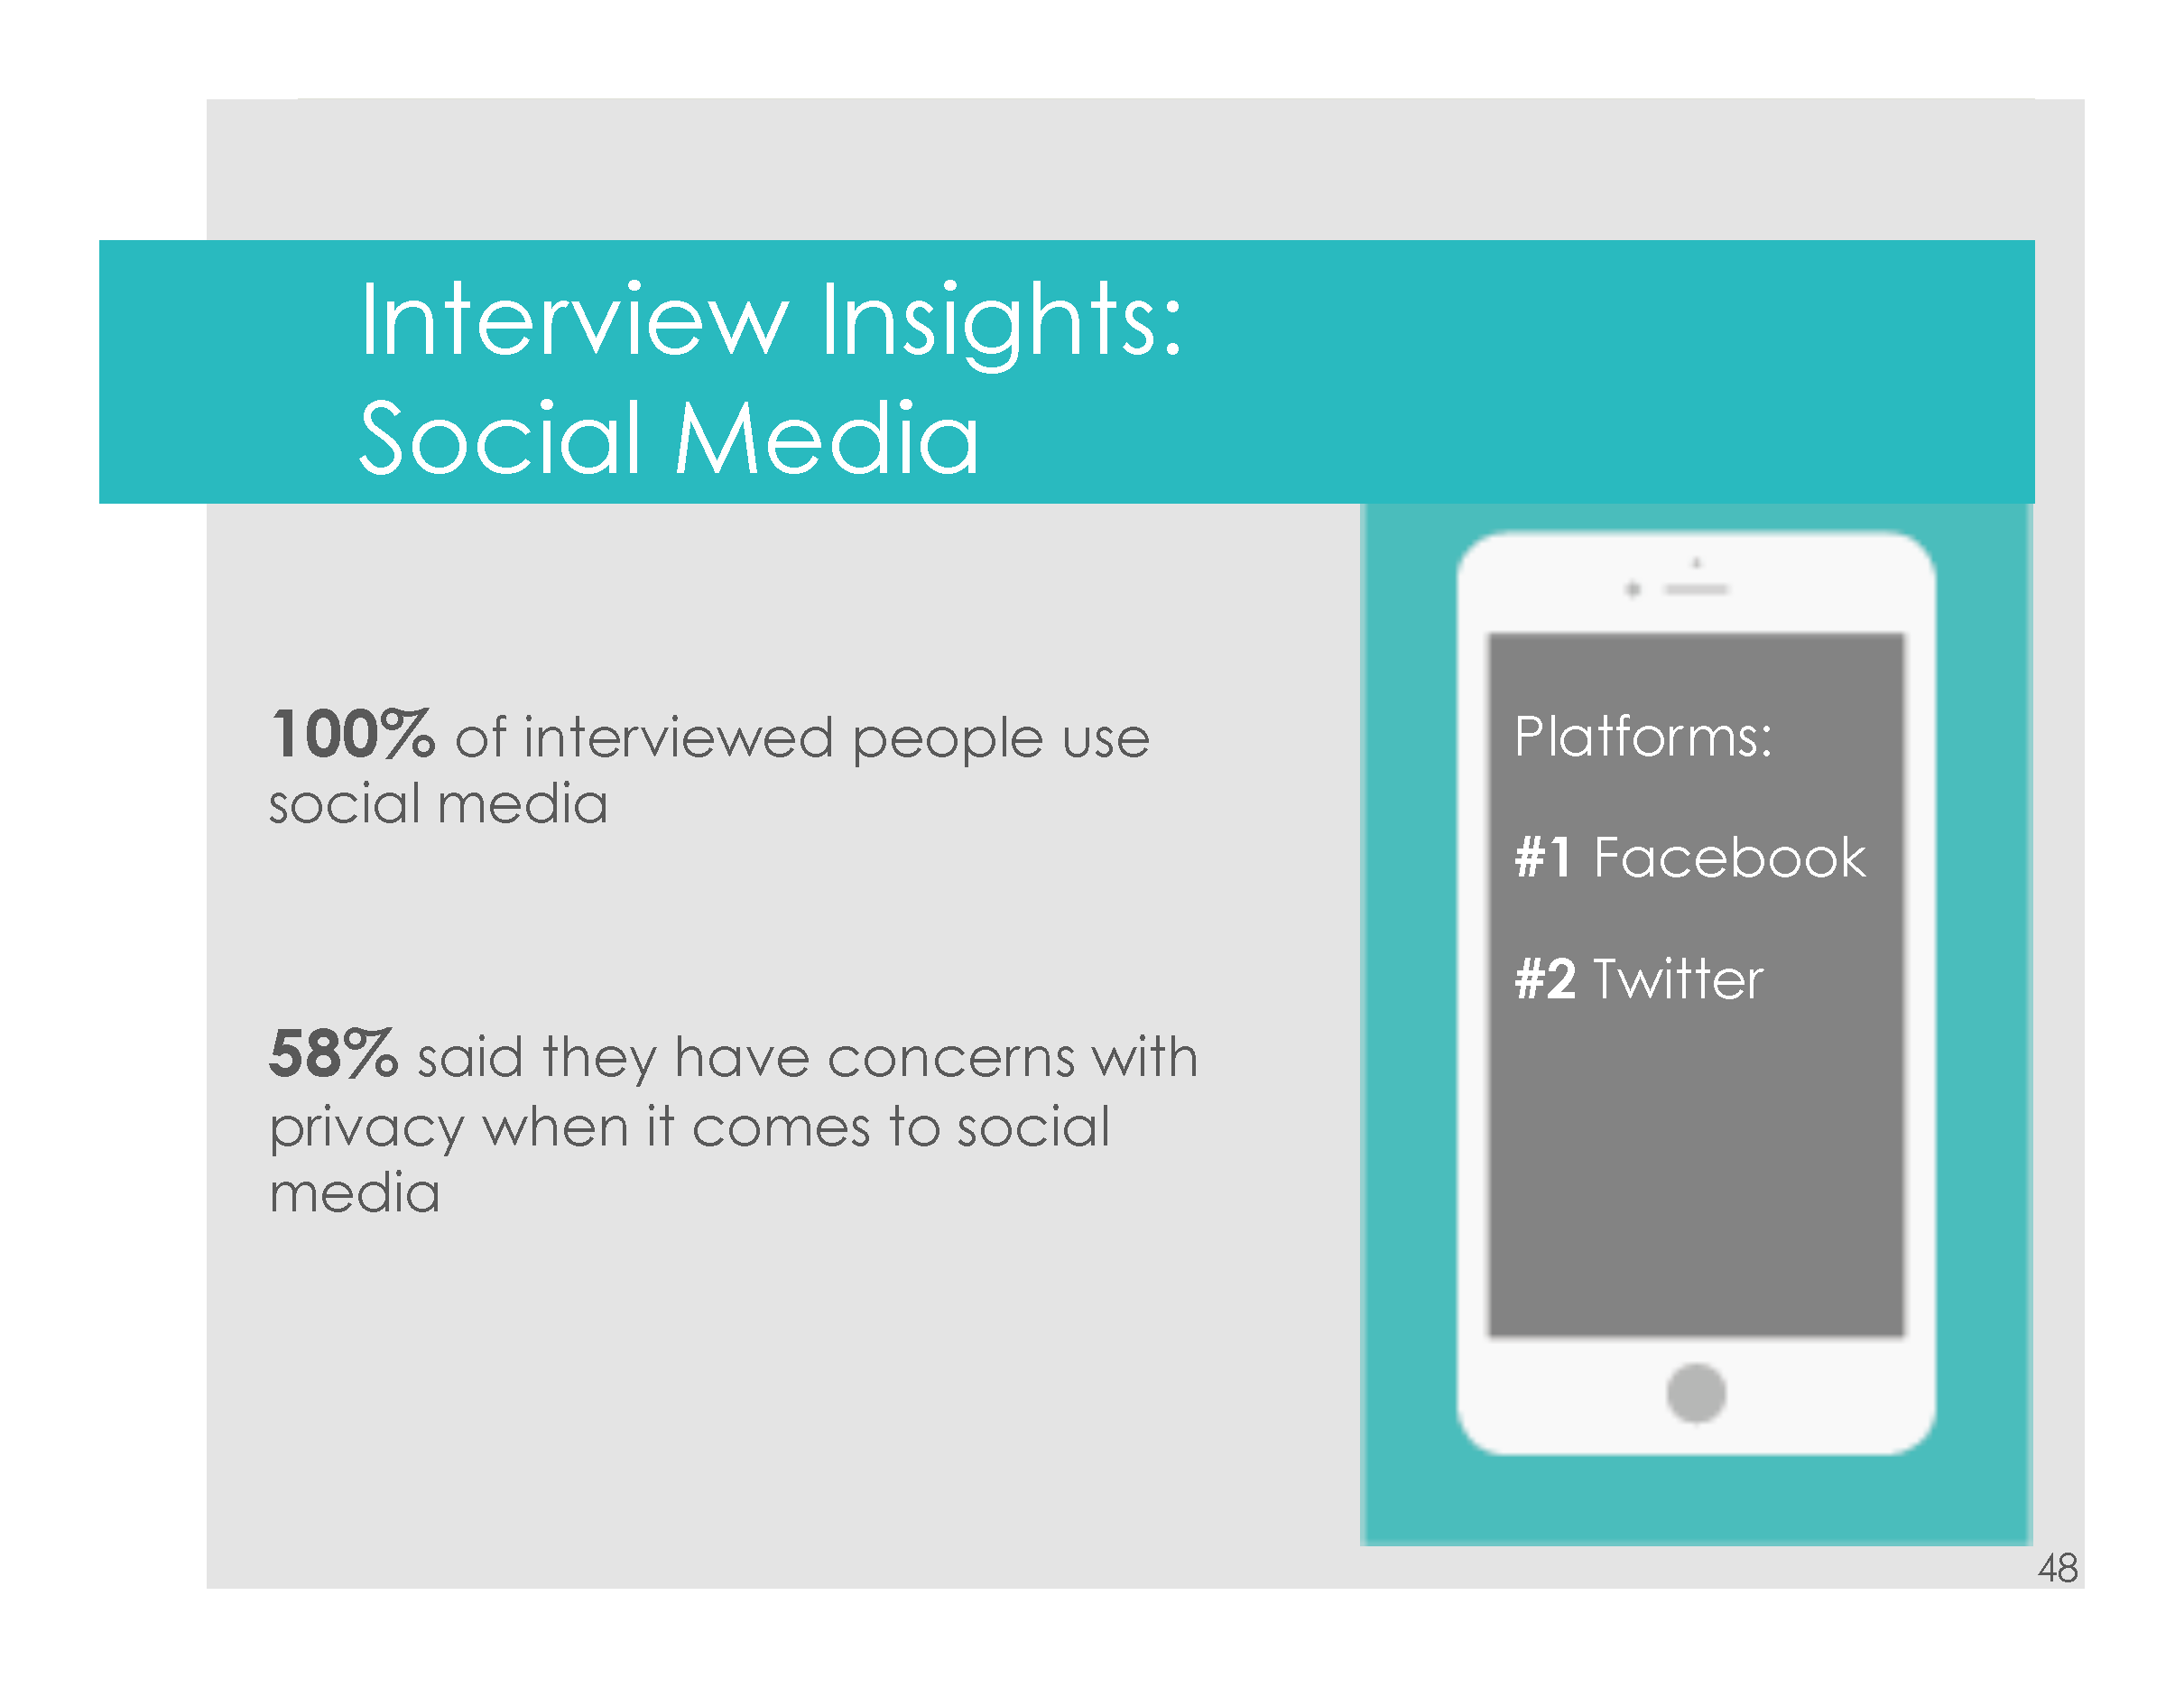 Interview Insights:
Social Media
100% of interviewed people use
social media
58% said they have concerns with
privacy when it comes to social
media
Platforms:
#1 Facebook
#2 Twitter
48